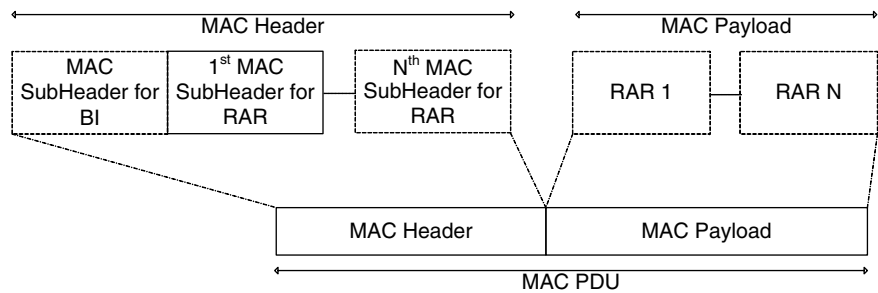 MAC Header
MAC Payload
MAC
SubHeader for
BI
1st MAC
SubHeader for
RAR
Nth MAC
SubHeader for
RAR
RAR 1
RAR N
MAC Header
MAC Payload
MAC PDU